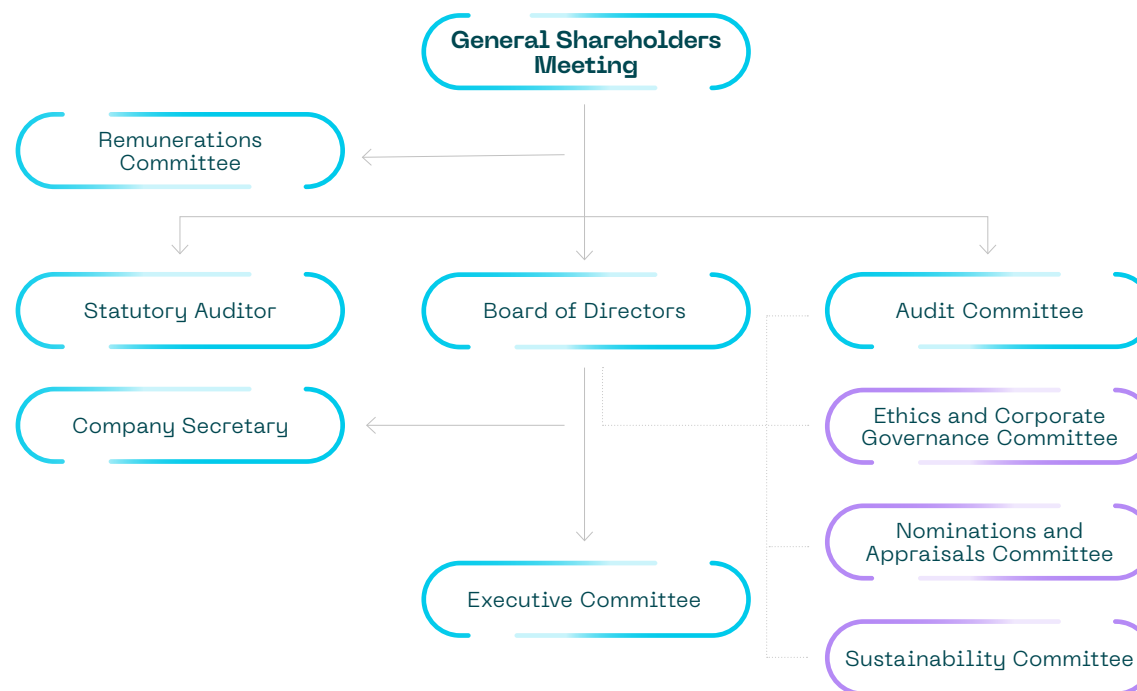 General Shareholders
Meeting
Remunerations
Committee
Statutory Auditor
Board of Directors
Audit Committee
Company Secretary
Ethics and Corporate
Governance Committee
Nominations and
Appraisals Committee
Executive Committee
Sustainability Committee